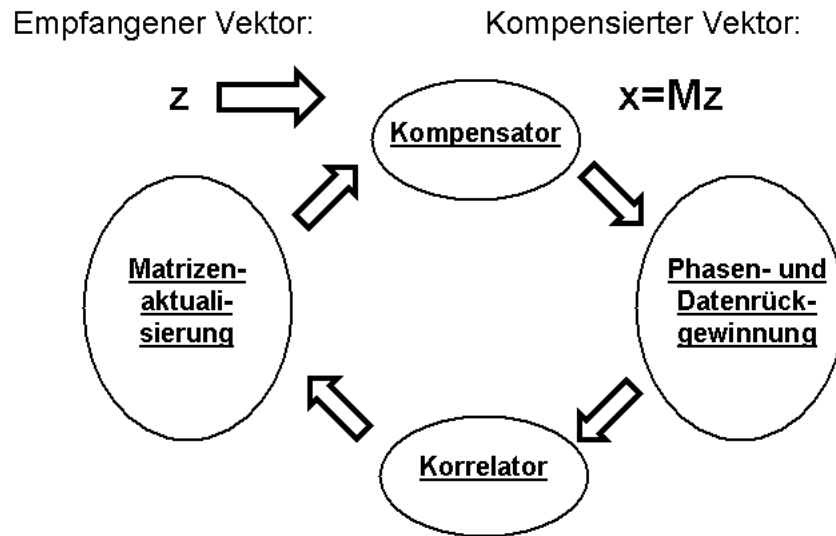 Empfangener Vektor:
Kompensierter Vektor:
z
x=Mz
Kompensator
Matrizen-
aktuali-
sierung
Phasen- und
Datenrück-
gewinnung
Korrelator